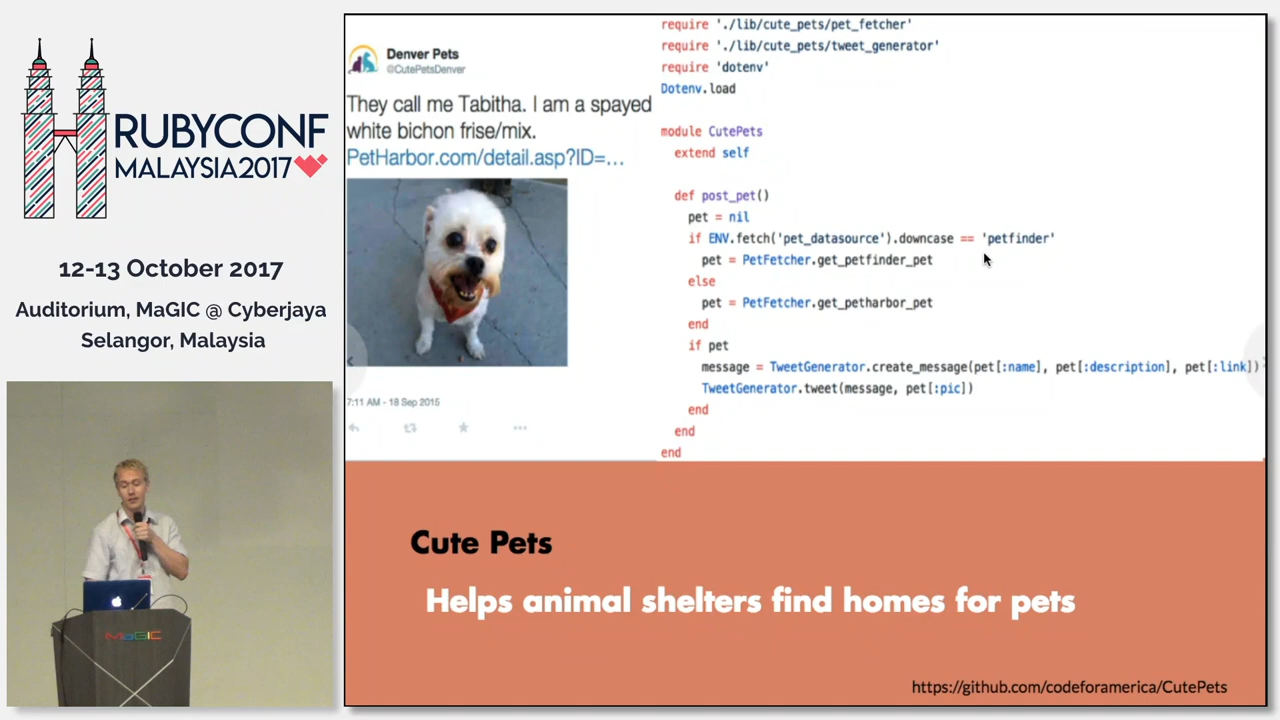 RUBYCONF
MALAYSIA2017
12-13 October 2017
Auditorium, MaGIC @ Cyberjaya
Selangor, Malaysia
MaGIC
Denver Pets
@CutePetsDenver
They call me Tabitha. I am a spayed
white bichon frise/mix.
PetHarbor.com/detail.asp?ID=...
7:11 AM - 18 Sep 2015
require './lib/cute_pets/pet_fetcher'
require './lib/cute_pets/tweet_generator'
require 'dotenv'
Dotenv.load
module CutePets
extend self
def post_pet()
pet = nil
if ENV.fetch('pet_datasource').downcase == 'petfinder'
pet = PetFetcher.get_petfinder_pet
else
pet = PetFetcher.get_petharbor_pet
end
if pet
message = TweetGenerator.create_message(pet[:name], pet[:description], pet[:link])
TweetGenerator.tweet(message, pet[:pic])
end
end
end
Cute Pets
Helps animal shelters find homes for pets
https://github.com/codeforamerica/CutePets